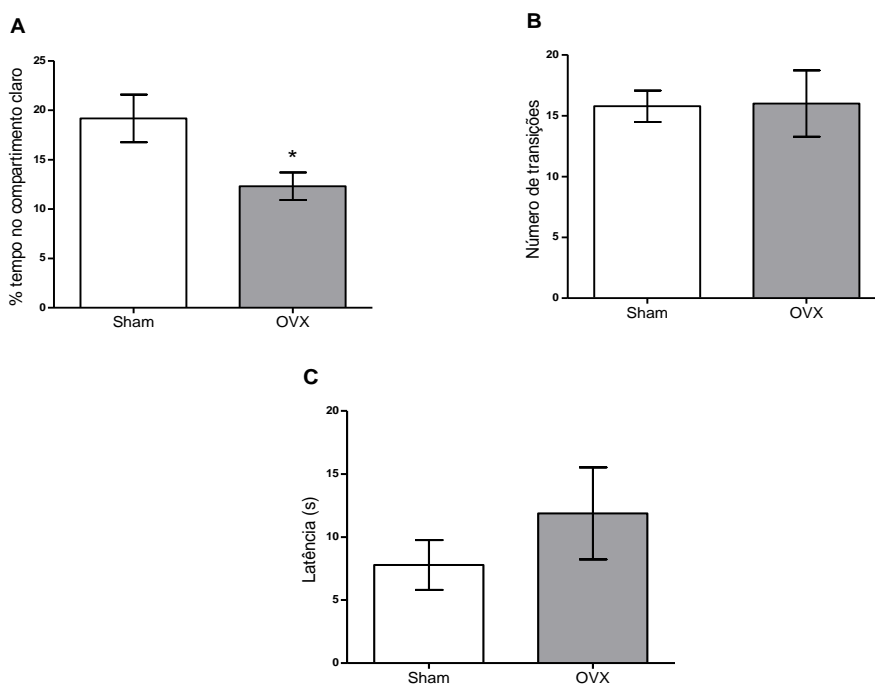 A
% tempo no compartimento claro
25
20
15
10
5
0
*
Sham OVX
B
Número de transições
20
15
10
5
0
Sham OVX
C
Latência (s)
20
15
10
5
0
Sham OVX